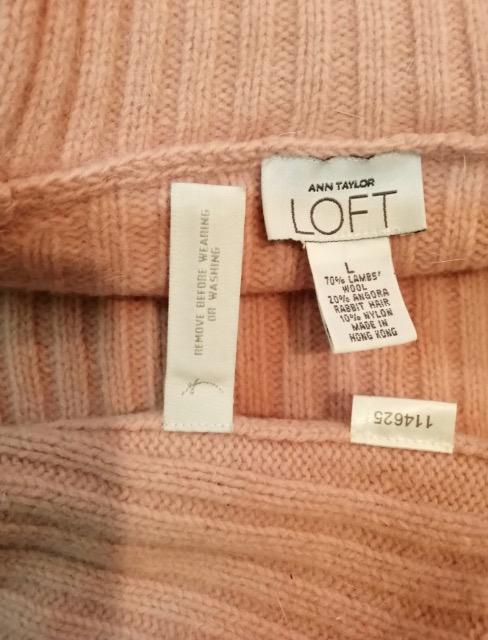 ANN TAYLOR
LOFT
L
70% LAMBS'
WOOL
20% ANGORA
RABBIT HAIR
10% NYLON
MADE IN
HONG KONG
REMOVE BEFORE WEARING
OR WASHING
114625